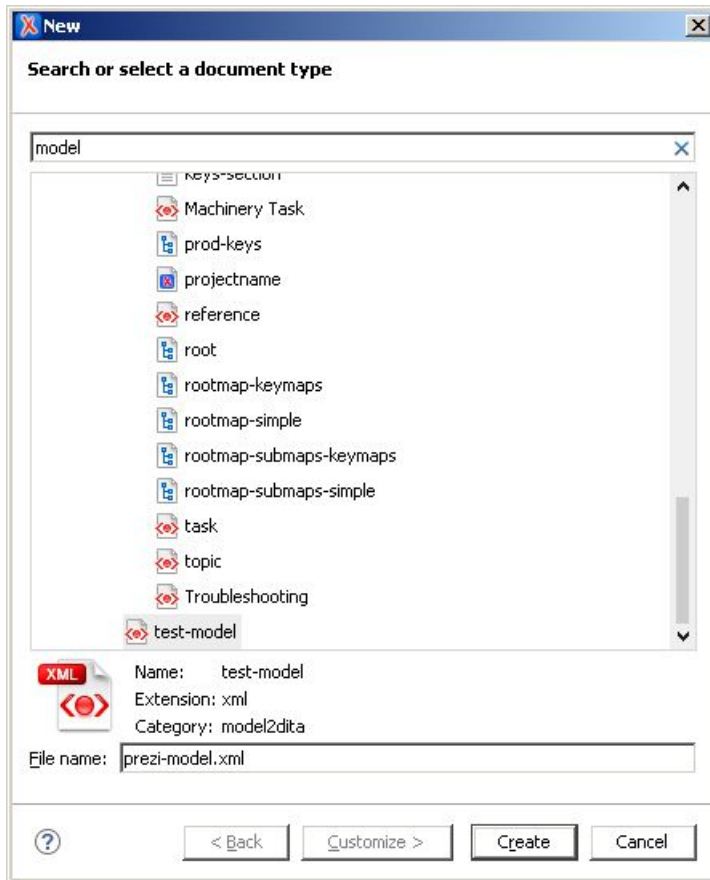 New
Search or select a document type
model
keys-section
Machinery Task
prod-keys
projectname
reference
root
rootmap-keymaps
rootmap-simple
rootmap-submaps-keymaps
rootmap-submaps-simple
task
topic
Troubleshooting
test-model
XML
Name: test-model
Extension: xml
Category: model2dita
File name: prezi-model.xml
? < Back Customize > Create Cancel